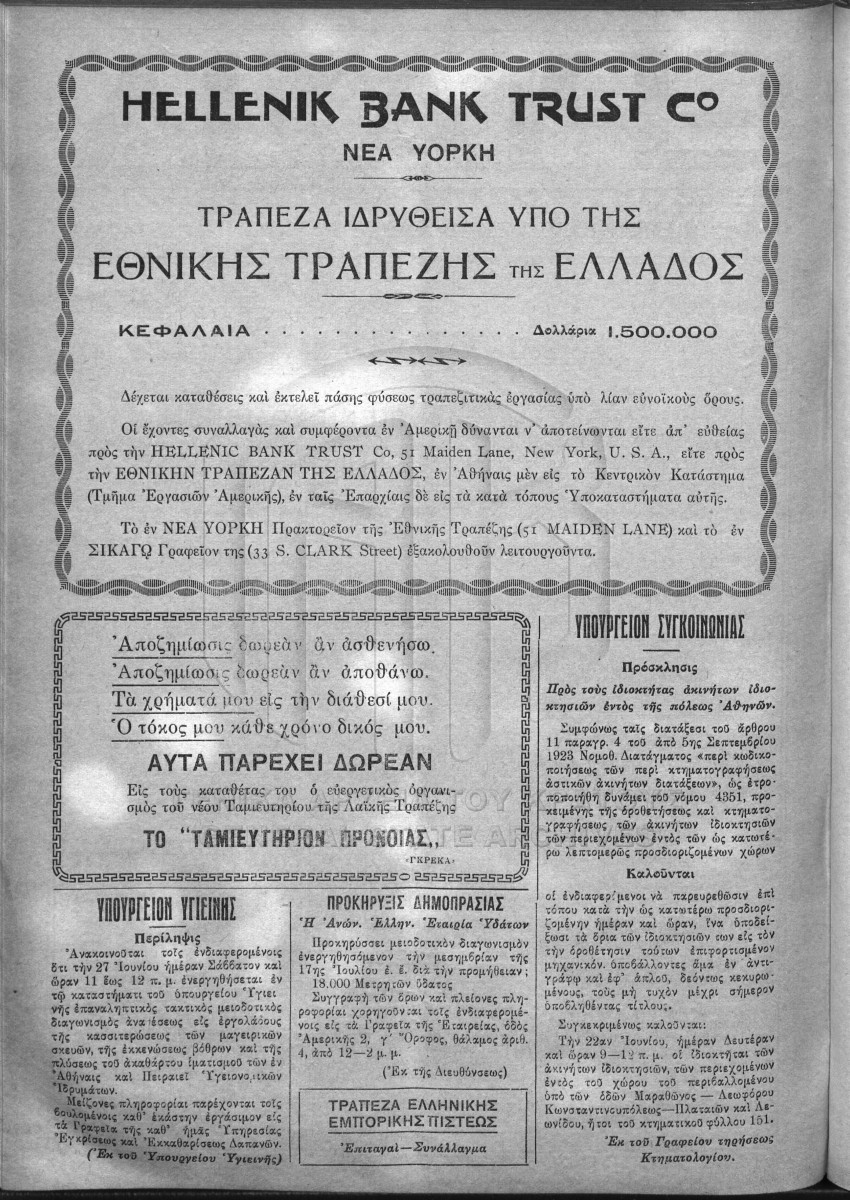 HELLENIK BANK TRUST Cº
ΝΕΑ ΥΟΡΚΗ
ΤΡΑΠΕΖΑ ΙΔΡΥΘΕΙΣΑ ΥΠΟ ΤΗΣ
ΕΘΝΙΚΗΣ ΤΡΑΠΕΖΗΣ ΤΗΣ ΕΛΛΑΔΟΣ
ΚΕΦΑΛΑΙΑ . . . . . . . . . . . . . . . . Δολλάρια 1.500.000
Δέχεται καταθέσεις καὶ ἐκτελεῖ πάσης φύσεως τραπεζιτικὰς ἐργασίας ὑπὸ λίαν εὐνοϊκοὺς ὅρους.
Οἱ ἔχοντες συναλλαγὰς καὶ συμφέροντα ἐν Ἀμερικῇ δύνανται ν' ἀποτείνωνται εἴτε ἀπ' εὐθείας
πρὸς τὴν HELLENIC BANK TRUST Co, 51 Maiden Lane, New York, U. S. A., εἴτε πρὸς
τὴν ΕΘΝΙΚΗΝ ΤΡΑΠΕΖΑΝ ΤΗΣ ΕΛΛΑΔΟΣ, ἐν Ἀθήναις μὲν εἰς τὸ Κεντρικὸν Κατάστημα
(Τμῆμα Ἐργασιῶν Ἀμερικῆς), ἐν ταῖς Ἐπαρχίαις δὲ εἰς τὰ κατὰ τόπους Ὑποκαταστήματα αὐτῆς.
Τὸ ἐν ΝΕΑ ΥΟΡΚΗ Πρακτορεῖον τῆς Ἐθνικῆς Τραπέζης (51 MAIDEN LANE) καὶ τὸ ἐν
ΣΙΚΑΓΩ Γραφεῖον της (33 S. CLARK Street) ἐξακολουθοῦν λειτουργοῦντα.
Ἀποζημίωσις δωρεὰν ἂν ἀσθενήσω.
Ἀποζημίωσις δωρεὰν ἂν ἀποθάνω.
Τὰ χρήματά μου εἰς τὴν διάθεσί μου.
Ὁ τόκος μου κάθε χρόνο δικός μου.
ΑΥΤΑ ΠΑΡΕΧΕΙ ΔΩΡΕΑΝ
Εἰς τοὺς καταθέτας του ὁ εὐεργετικὸς ὀργανι-
σμὸς τοῦ νέου Ταμιευτηρίου τῆς Λαϊκῆς Τραπέζης
ΤΟ "ΤΑΜΙΕΥΤΗΡΙΟΝ ΠΡΟΝΟΙΑΣ,,
«ΓΚΡΕΚΑ»
ΥΠΟΥΡΓΕΙΟΝ ΥΓΙΕΙΝΗΣ
Περίληψις
Ἀνακοινοῦται τοῖς ἐνδιαφερομένοις
ὅτι τὴν 27 Ἰουνίου ἡμέραν Σάββατον καὶ
ὥραν 11 ἕως 12 π. μ. ἐνεργηθήσεται ἐν
τῷ καταστήματι τοῦ ὑπουργείου Ὑγιει
νῆς ἐπαναληπτικὸς τακτικὸς μειοδοτικὸς
διαγωνισμὸς ἀναθέσεως εἰς ἐργολάβους
τῆς κασσιτερώσεως τῶν μαγειρικῶν
σκευῶν, τῆς ἐκκενώσεως βόθρων καὶ τῆς
πλύσεως τοῦ ἀκαθάρτου ἱματισμοῦ τῶν ἐν
Ἀθήναις καὶ Πειραιεῖ Ὑγειονομικῶν
Ἱδρυμάτων.
Μείζονες πληροφορίαι παρέχονται τοῖς
βουλομένοις καθ' ἑκάστην ἐργάσιμον εἰς
τὰ Γραφεῖα τῆς καθ' ἡμᾶς Ὑπηρεσίας
Ἐγκρίσεως καὶ Ἐκκαθαρίσεως Δαπανῶν.
(Ἐκ τοῦ Ὑπουργείου Ὑγιεινῆς)
ΠΡΟΚΗΡΥΞΙΣ ΔΗΜΟΠΡΑΣΙΑΣ
Ἡ Ἀνών. Ἑλλην. Ἑταιρία Ὑδάτων
Προκηρύσσει μειοδοτικὸν διαγωνισμὸν
ἐνεργηθησόμενον τὴν μεσημβρίαν τῆς
17ης Ἰουλίου ἐ. ἔ. διὰ τὴν προμήθειαν;
18.000 Μετρητῶν ὕδατος
Συγγραφὴ τῶν ὅρων καὶ πλείονες πλη-
ροφορίαι χορηγοῦνται τοῖς ἐνδιαφερομέ-
νοις εἰς τὰ Γραφεῖα τῆς Ἑταιρείας, ὁδὸς
Ἀμερικῆς 2, γ' Ὄροφος, θάλαμος ἀριθ.
4, ἀπὸ 12—2 μ. μ.
(Ἐκ τῆς Διευθύνσεως)
ΤΡΑΠΕΖΑ ΕΛΛΗΝΙΚΗΣ
ΕΜΠΟΡΙΚΗΣ ΠΙΣΤΕΩΣ
Ἐπιταγαὶ—Συνάλλαγμα
ΥΠΟΥΡΓΕΙΟΝ ΣΥΓΚΟΙΝΩΝΙΑΣ
Πρόσκλησις
Πρὸς τοὺς ἰδιοκτήτας ἀκινήτων ἰδιο-
κτησιῶν ἐντὸς τῆς πόλεως Ἀθηνῶν.
Συμφώνως ταῖς διατάξεσι τοῦ ἄρθρου
11 παραγρ. 4 τοῦ ἀπὸ 5ης Σεπτεμβρίου
1923 Νομοθ. Διατάγματος «περὶ κωδικο-
ποιήσεως τῶν περὶ κτηματογραφήσεως
ἀστικῶν ἀκινήτων διατάξεων», ὡς ἐτρο-
ποποιήθη δυνάμει τοῦ νόμου 4351, προ-
κειμένης τῆς ὁροθετήσεως καὶ κτηματο-
γραφήσεως τῶν ἀκινήτων ἰδιοκτησιῶν
τῶν περιεχομένων ἐντὸς τῶν ὡς κατωτέ-
ρω λεπτομερῶς προσδιοριζομένων χώρων
Καλοῦνται
οἱ ἐνδιαφερόμενοι νὰ παρευρεθῶσιν ἐπὶ
τόπου κατὰ τὴν ὡς κατωτέρω προσδιορι-
ζομένην ἡμέραν καὶ ὥραν, ἵνα ὑποδεί-
ξωσι τὰ ὅρια τῶν ἰδιοκτησιῶν των εἰς τὸν
τὴν ὁροθέτησιν τούτων ἐπιφορτισμένον
μηχανικόν. ὑποβάλλοντες ἅμα ἐν ἀντι-
γράφῳ καὶ ἐφ' ἁπλοῦ, δεόντως κεκυρω-
μένους, τοὺς μὴ τυχὸν μέχρι σήμερον
ὑποβληθέντας τίτλους.
Συγκεκριμένως καλοῦνται:
Τὴν 22αν Ἰουνίου, ἡμέραν Δευτέραν
καὶ ὥραν 9—12 π. μ. οἱ ἰδιοκτῆται τῶν
ἀκινήτων ἰδιοκτησιῶν, τῶν περιεχομένων
ἐντὸς τοῦ χώρου τοῦ περιβαλλομένου
ὑπὸ τῶν ὁδῶν Μαραθῶνος — Λεωφόρου
Κωνσταντινουπόλεως—Πλαταιῶν καὶ Λε-
ωνίδου, ἤτοι τοῦ κτηματικοῦ φύλλου 151.
Ἐκ τοῦ Γραφείου τηρήσεως
Κτηματολογίου.